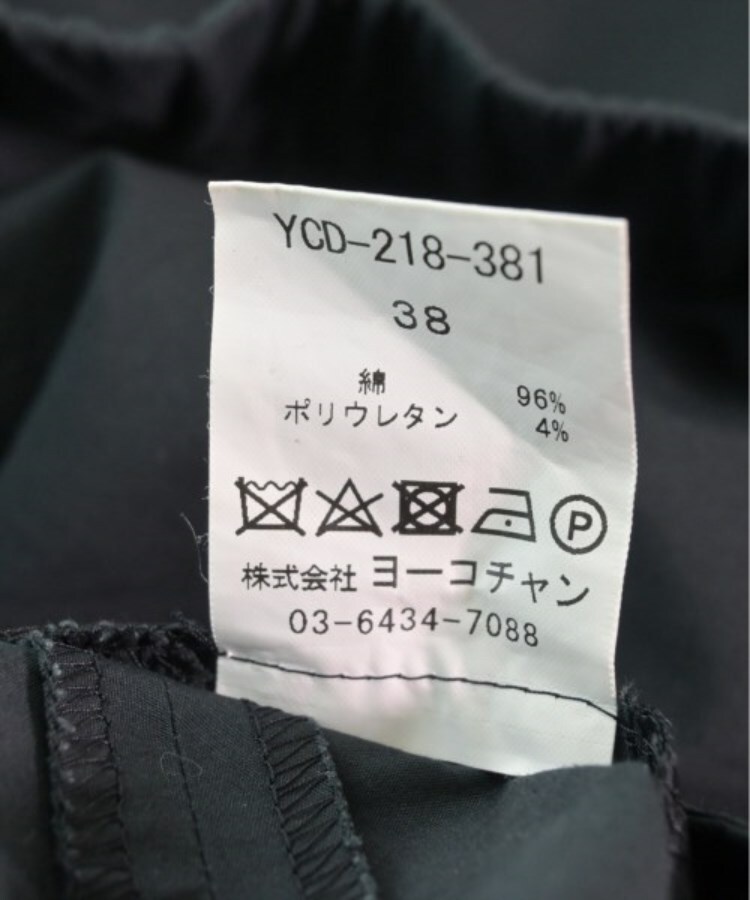 YCD-218-381
38
綿 96%
ポリウレタン 4%
P
株式会社 ヨーコチャン
03-6434-7088